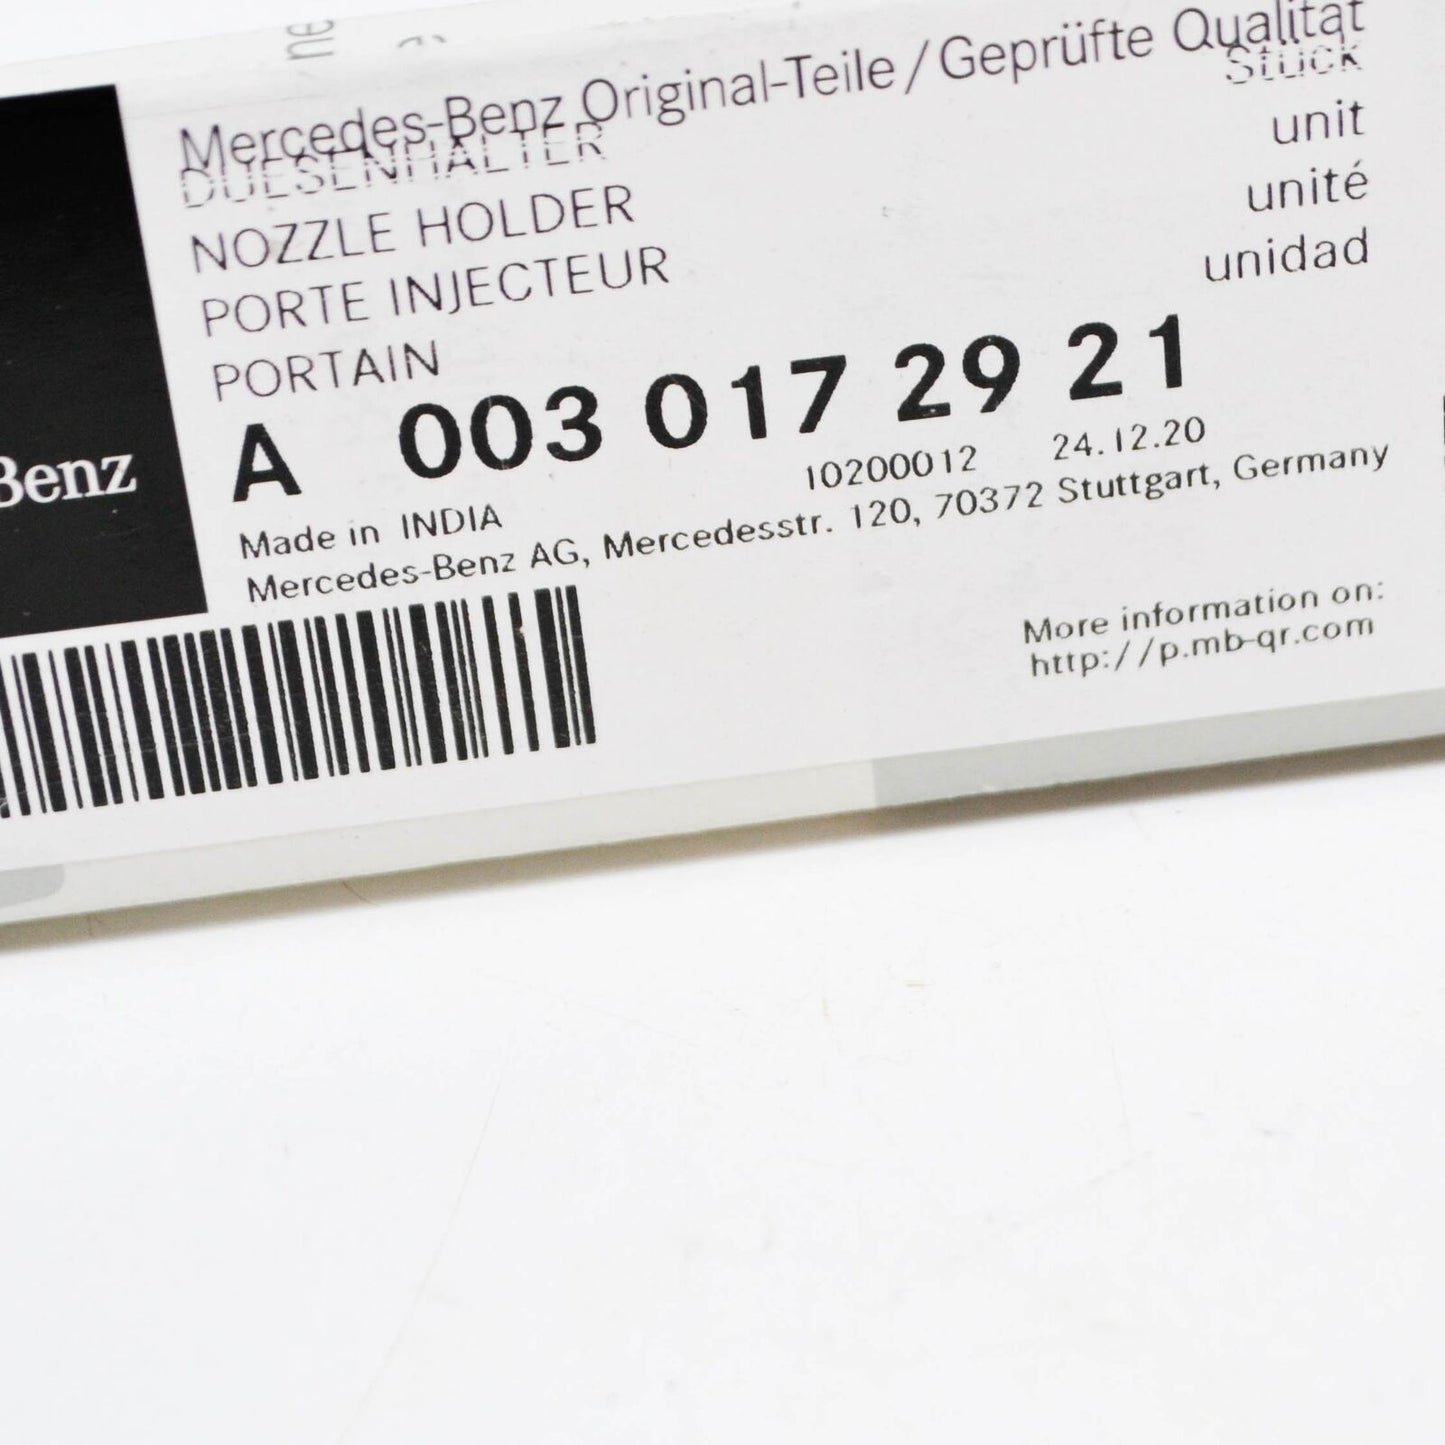 Mercedes-Benz Original-Teile / Geprüfte Qualität
DUESENHALTER Stück
NOZZLE HOLDER unit
PORTE INJECTEUR unité
PORTAIN unidad
A 003 017 29 21
10200012 24.12.20
Benz
Made in INDIA
Mercedes-Benz AG, Mercedesstr. 120, 70372 Stuttgart, Germany
More information on:
http://p.mb-qr.com